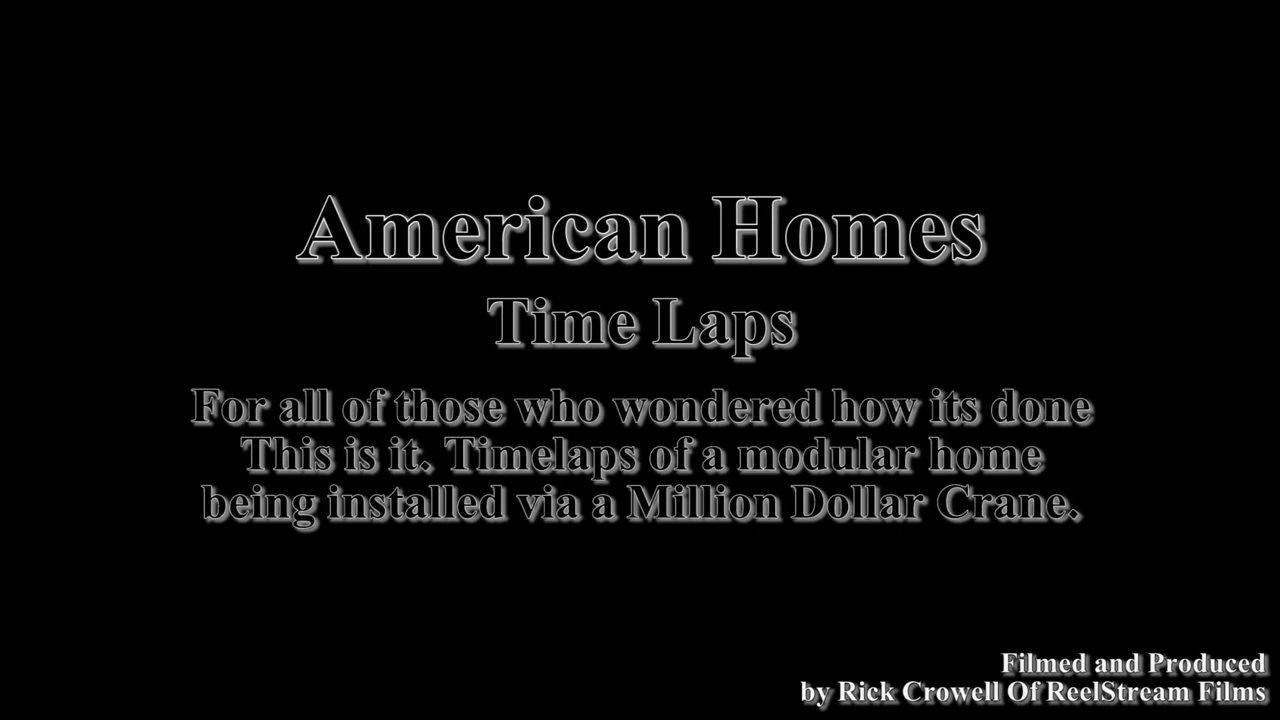 American Homes
Time Laps
For all of those who wondered how its done
This is it. Timelaps of a modular home
being installed via a Million Dollar Crane.
Filmed and Produced
by Rick Crowell Of ReelStream Films